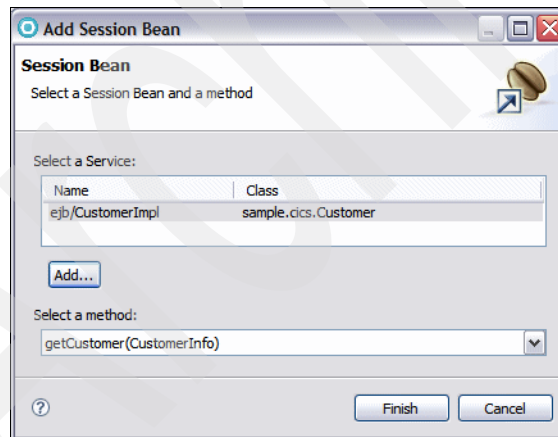 Add Session Bean
Session Bean
Select a Session Bean and a method
Select a Service:
Name Class
ejb/CustomerImpl sample.cics.Customer
Add...
Select a method:
getCustomer(CustomerInfo)
? Finish Cancel